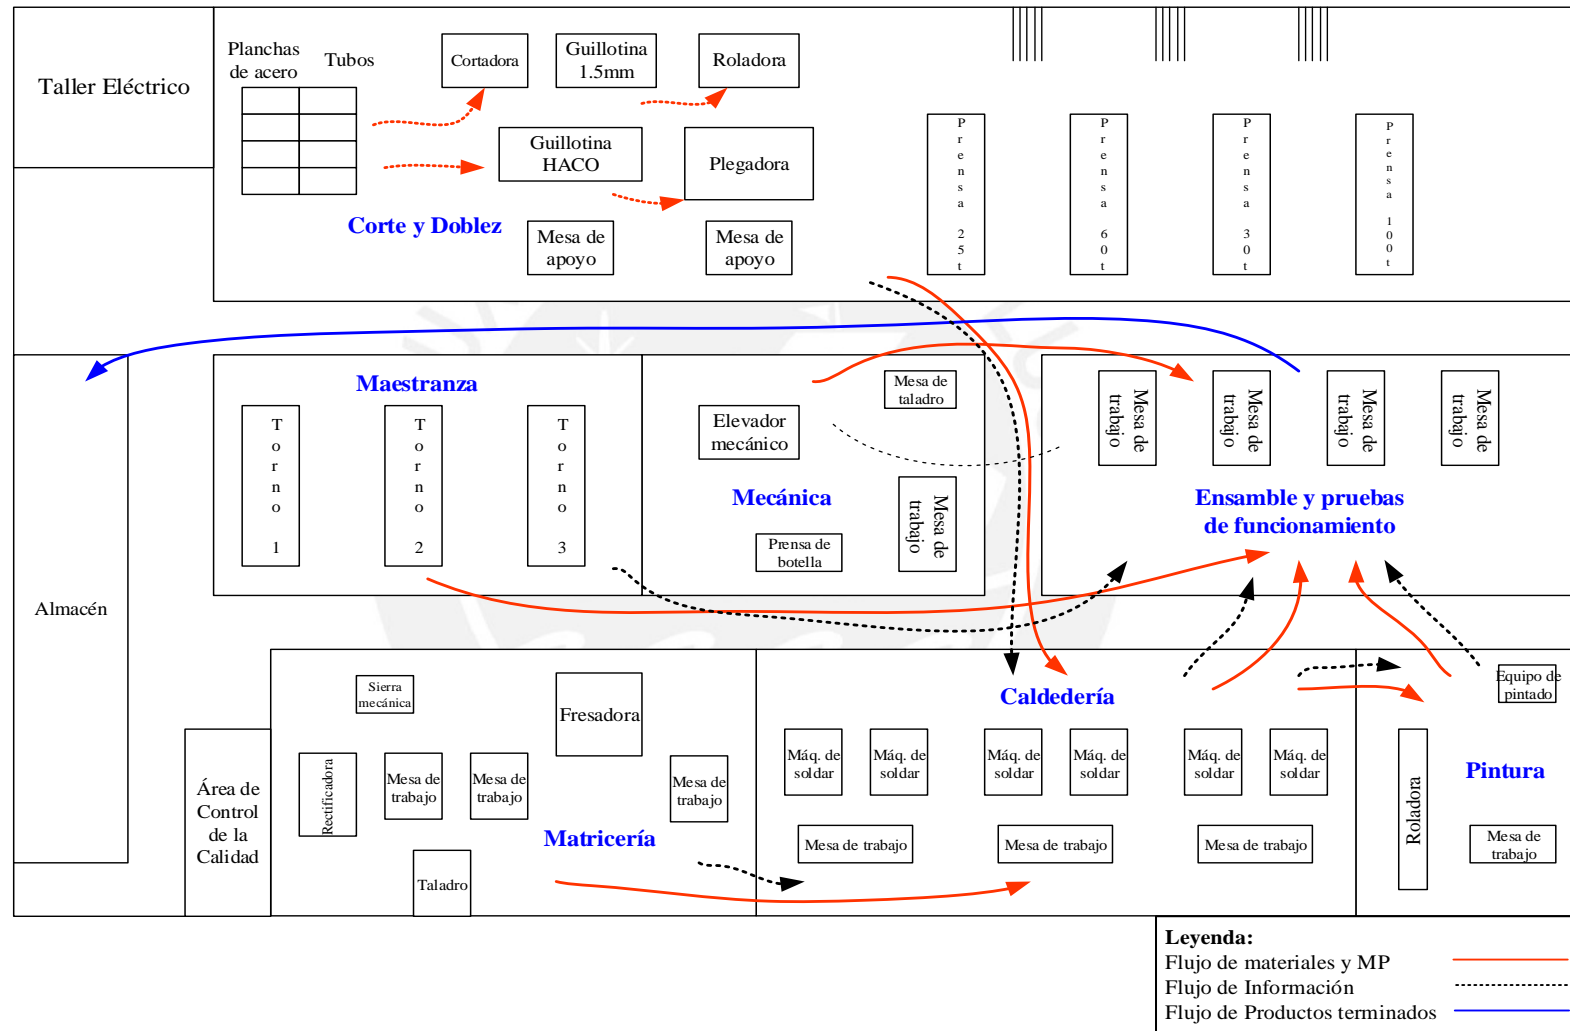 Taller Eléctrico
Planchas
de acero
Tubos
Cortadora
Guillotina
1.5mm
Roladora
Guillotina
HACO
Plegadora
Corte y Doblez
Mesa de
apoyo
Mesa de
apoyo
Prensa 25t
Prensa 60t
Prensa 30t
Prensa 100t
Maestranza
Torno 1
Torno 2
Torno 3
Mesa de
taladro
Elevador
mecánico
Mecánica
Mesa de
trabajo
Prensa de
botella
Mesa de
trabajo
Mesa de
trabajo
Mesa de
trabajo
Mesa de
trabajo
Ensamble y pruebas
de funcionamiento
Almacén
Área de
Control
de la
Calidad
Sierra
mecánica
Fresadora
Rectificadora
Mesa de
trabajo
Mesa de
trabajo
Mesa de
trabajo
Matricería
Taladro
Caldedería
Máq. de
soldar
Máq. de
soldar
Máq. de
soldar
Máq. de
soldar
Máq. de
soldar
Máq. de
soldar
Mesa de trabajo
Mesa de trabajo
Mesa de trabajo
Equipo de
pintado
Pintura
Roladora
Mesa de
trabajo
Leyenda:
Flujo de materiales y MP
Flujo de Información
Flujo de Productos terminados